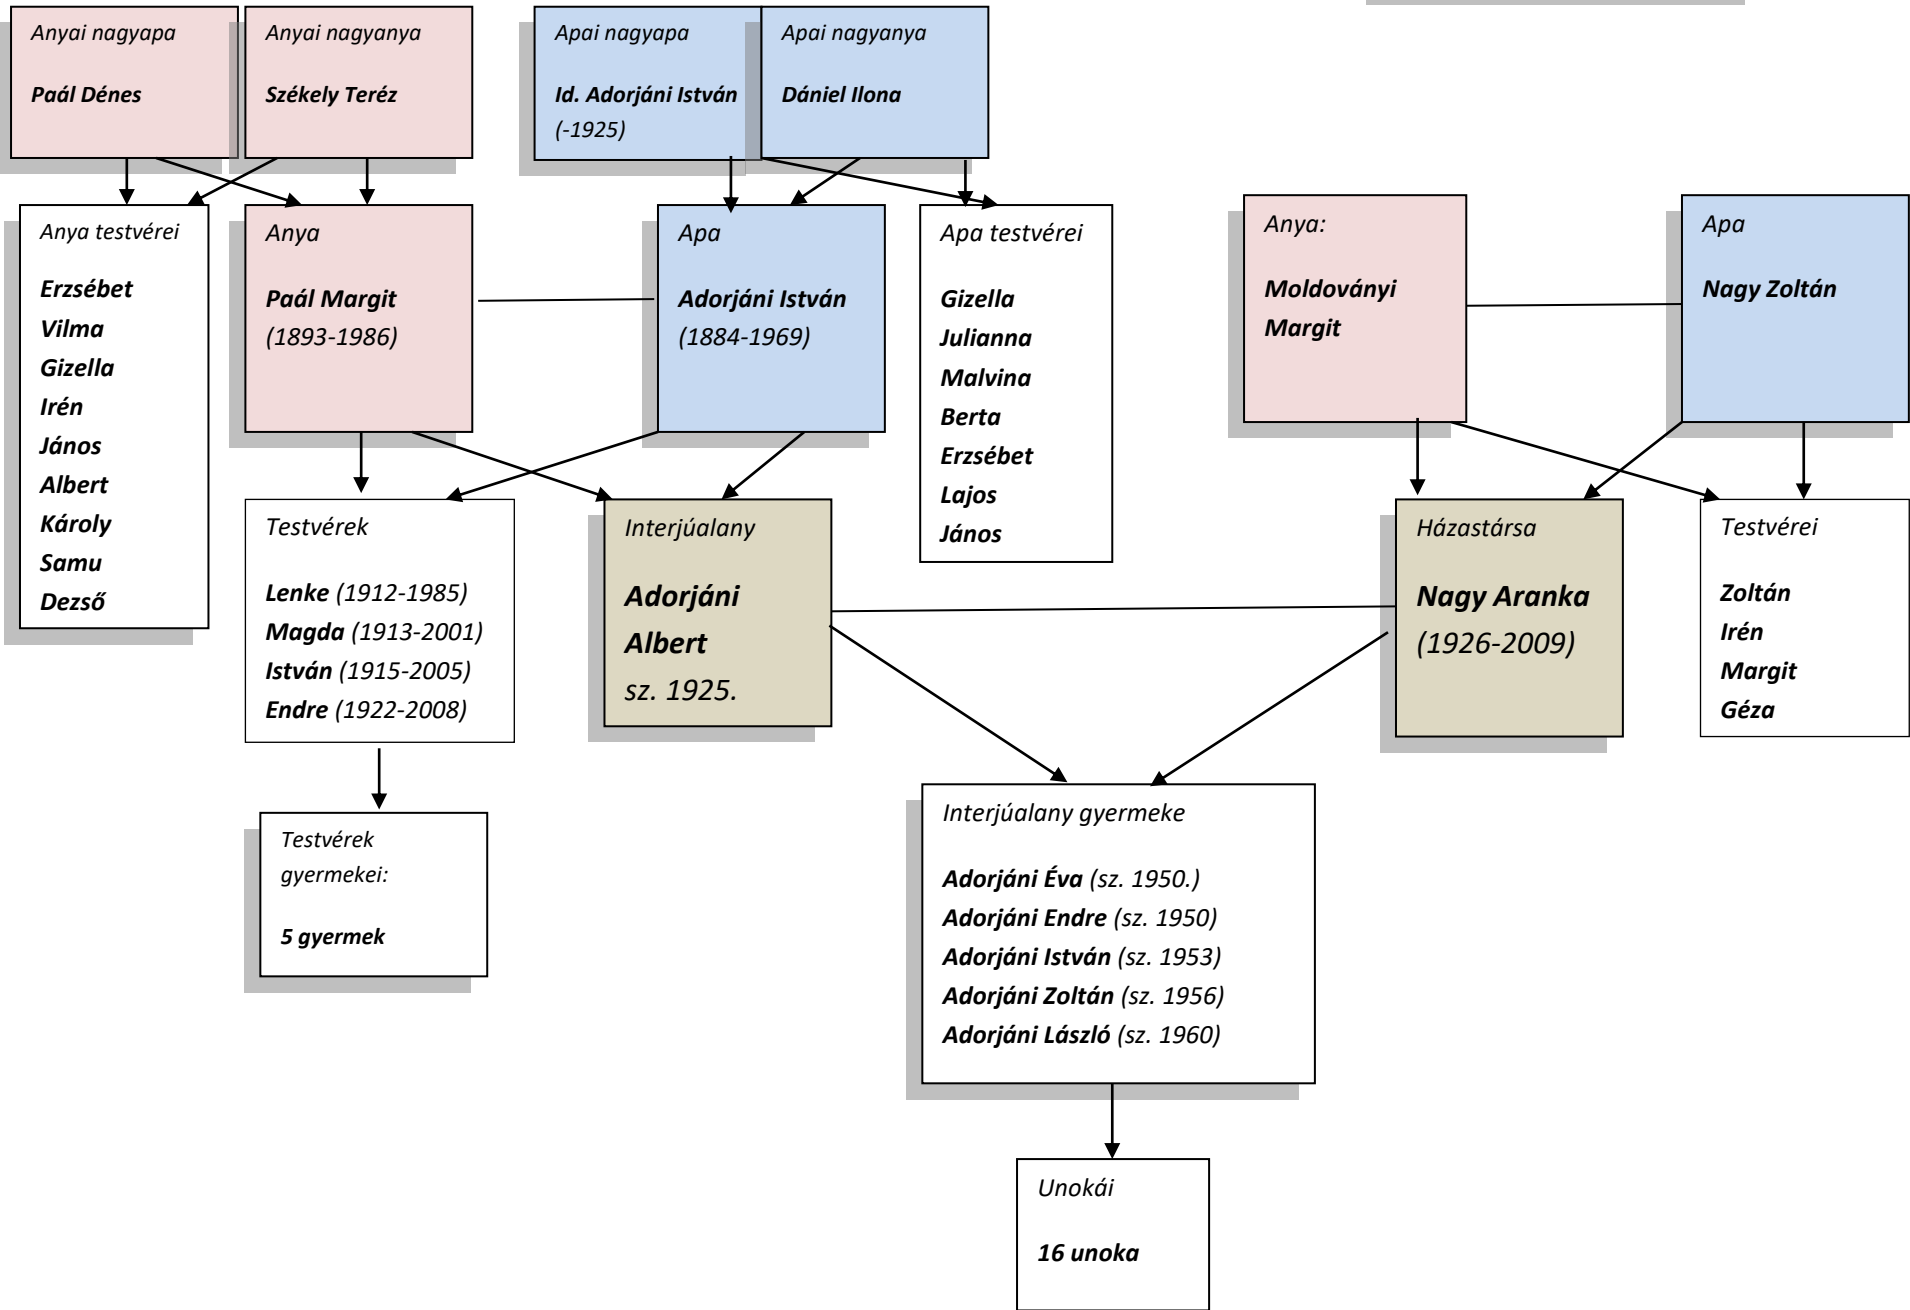 Anyai nagyapa
Paál Dénes
Anyai nagyanya
Székely Teréz
Apai nagyapa
Id. Adorjáni István
(-1925)
Apai nagyanya
Dániel Ilona
Anya testvérei
Erzsébet
Vilma
Gizella
Irén
János
Albert
Károly
Samu
Dezső
Anya
Paál Margit
(1893-1986)
Apa
Adorjáni István
(1884-1969)
Apa testvérei
Gizella
Julianna
Malvina
Berta
Erzsébet
Lajos
János
Anya:
Moldoványi
Margit
Apa
Nagy Zoltán
Testvérek
Lenke (1912-1985)
Magda (1913-2001)
István (1915-2005)
Endre (1922-2008)
Interjúalany
Adorjáni
Albert
sz. 1925.
Házastársa
Nagy Aranka
(1926-2009)
Testvérei
Zoltán
Irén
Margit
Géza
Testvérek
gyermekei:
5 gyermek
Interjúalany gyermeke
Adorjáni Éva (sz. 1950.)
Adorjáni Endre (sz. 1950)
Adorjáni István (sz. 1953)
Adorjáni Zoltán (sz. 1956)
Adorjáni László (sz. 1960)
Unokái
16 unoka